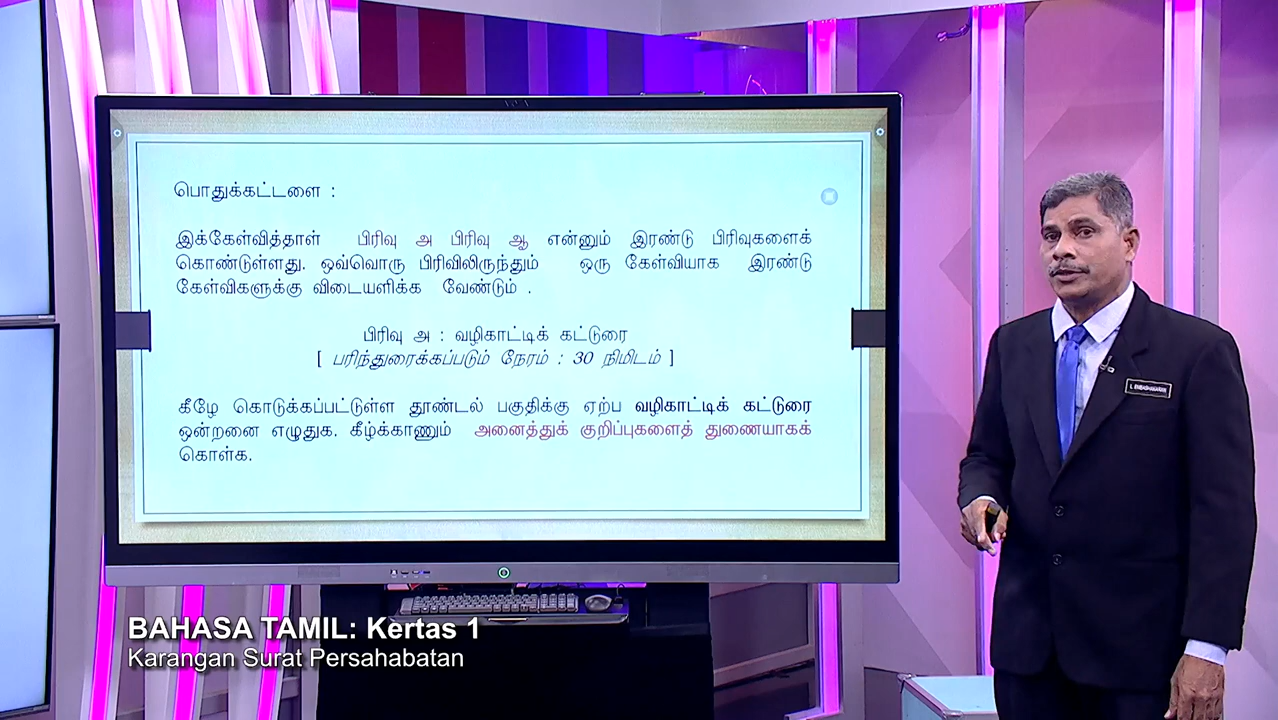 பொதுக்கட்டளை :
இக்கேள்வித்தாள் பிரிவு அ பிரிவு ஆ என்னும் இரண்டு பிரிவுகளைக்
கொண்டுள்ளது. ஒவ்வொரு பிரிவிலிருந்தும் ஒரு கேள்வியாக இரண்டு
கேள்விகளுக்கு விடையளிக்க வேண்டும் .
பிரிவு அ : வழிகாட்டிக் கட்டுரை
[ பரிந்துரைக்கப்படும் நேரம் : 30 நிமிடம் ]
கீழே கொடுக்கப்பட்டுள்ள தூண்டல் பகுதிக்கு ஏற்ப வழிகாட்டிக் கட்டுரை
ஒன்றனை எழுதுக. கீழ்க்காணும் அனைத்துக் குறிப்புகளைத் துணையாகக்
கொள்க.
BAHASA TAMIL: Kertas 1
Karangan Surat Persahabatan